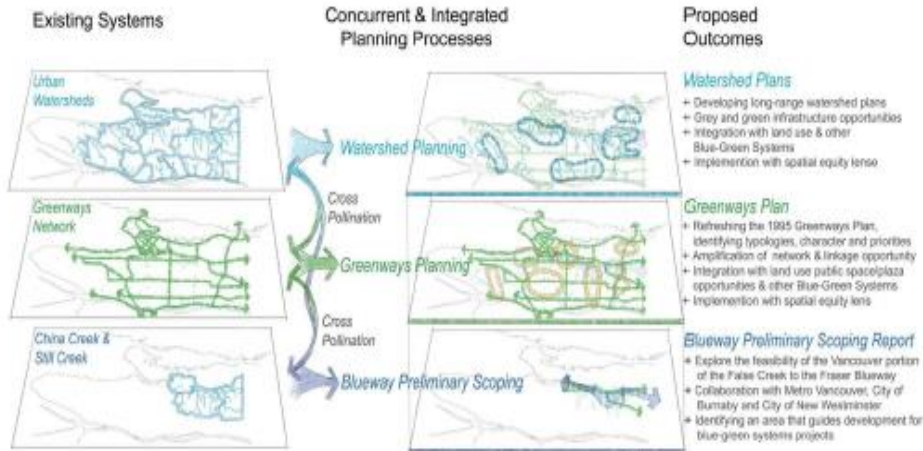 Existing Systems
Concurrent & Integrated
Planning Processes
Proposed
Outcomes
Urban
Watersheds
Watershed Planning
Watershed Plans
+ Developing long-range watershed plans
+ Grey and green infrastructure opportunities
+ Integration with land use & other
Blue-Green Systems
+ Implemention with spatial equity lense
Cross
Pollination
Greenways
Network
Greenways Planning
Greenways Plan
+ Refreshing the 1995 Greenways Plan,
identifying typologies, character and priorities
+ Amplification of network & linkage opportunity
+ Integration with land use public space/plaza
opportunities & other Blue-Green Systems
+ Implemention with spatial equity lens
Cross
Pollination
China Creek &
Still Creek
Blueway Preliminary Scoping
Blueway Preliminary Scoping Report
+ Explore the feasibility of the Vancouver portion
of the False Creek to the Fraser Blueway
+ Collaboration with Metro Vancouver, City of
Burnaby and City of New Westminster
+ Identifying an area that guides development for
blue-green systems projects